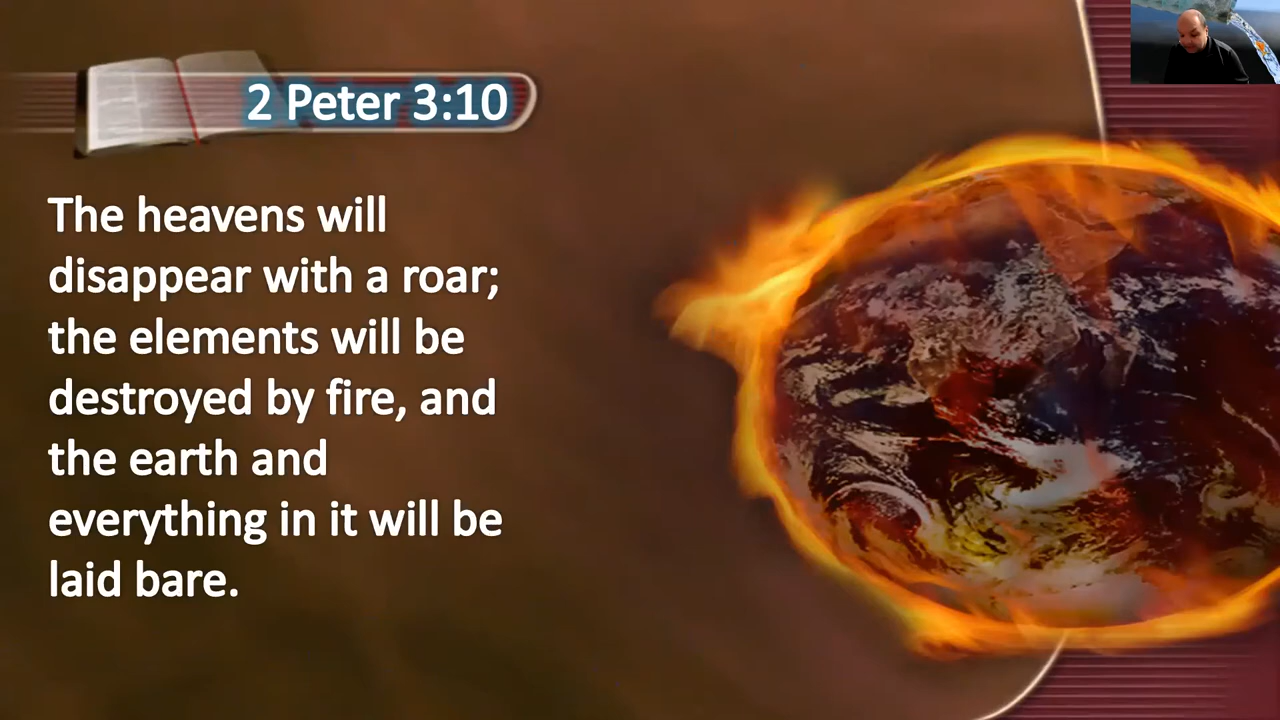 2 Peter 3:10
The heavens will
disappear with a roar;
the elements will be
destroyed by fire, and
the earth and
everything in it will be
laid bare.